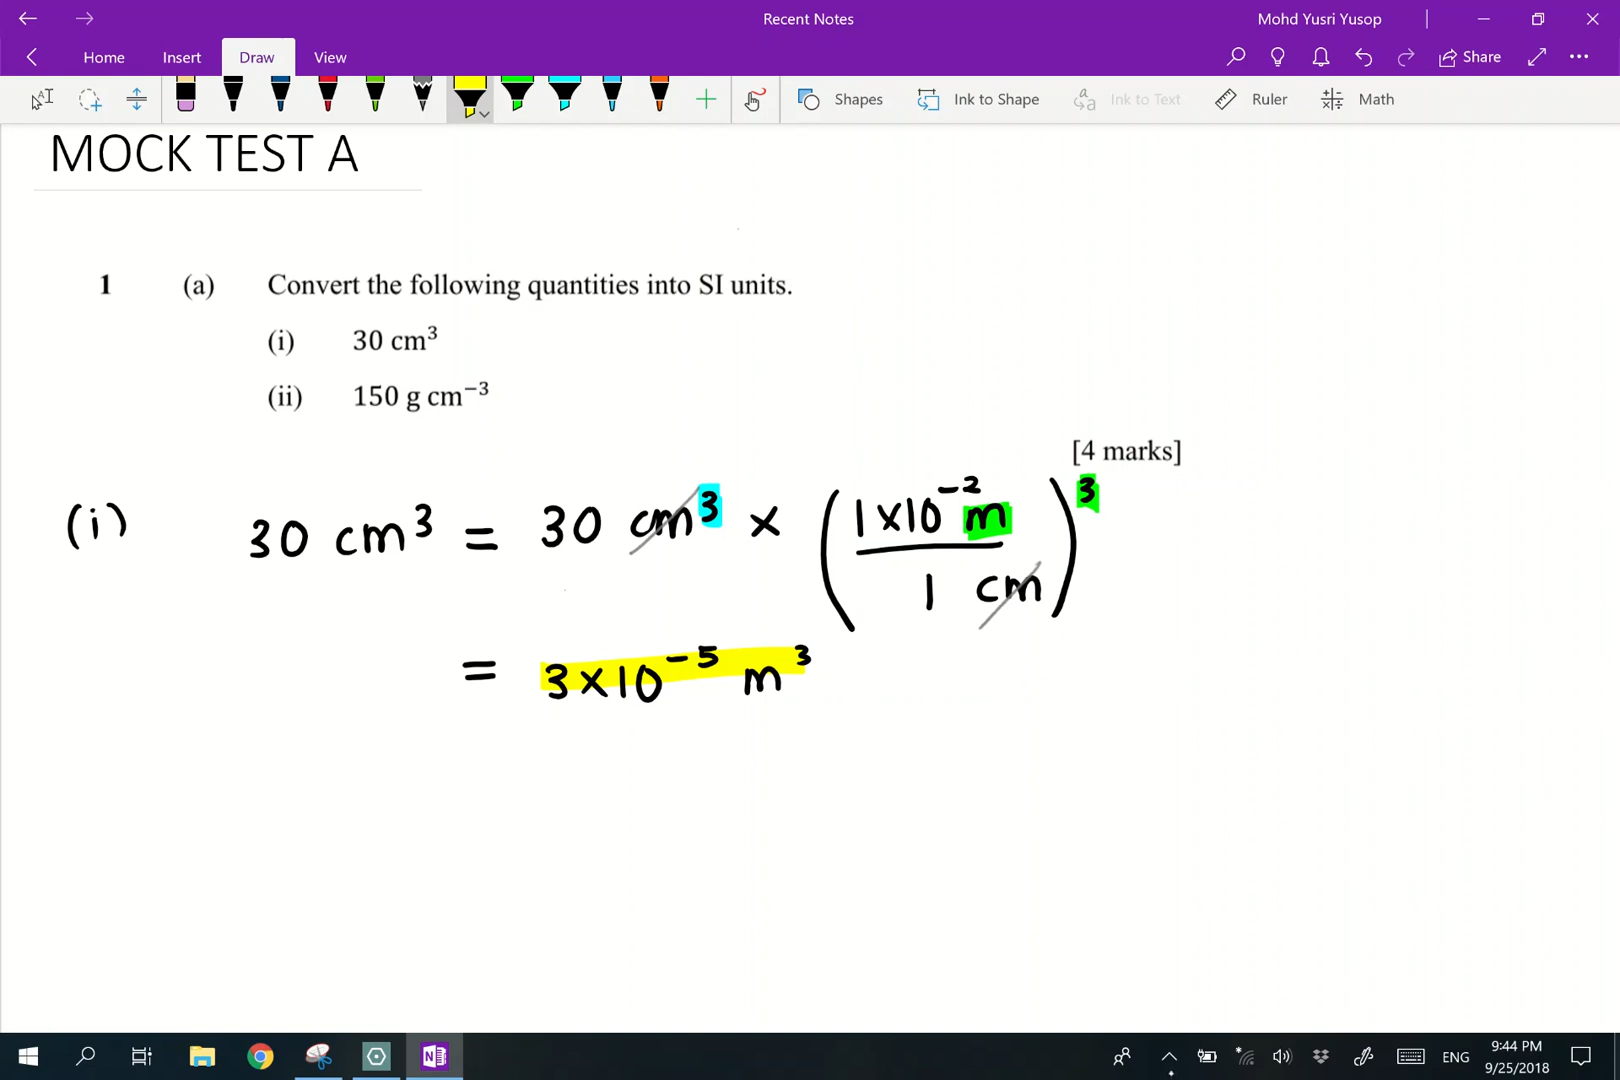 Recent Notes
Mohd Yusri Yusop
Home Insert Draw View
Share
Shapes Ink to Shape Ink to Text Ruler Math
MOCK TEST A
1 (a) Convert the following quantities into SI units.
(i) 30 cm³
(ii) 150 g cm⁻³
[4 marks]
(i) 30 cm³ = 30 cm³ × (1×10⁻² m / 1 cm)³
= 3×10⁻⁵ m³
ENG
9:44 PM
9/25/2018